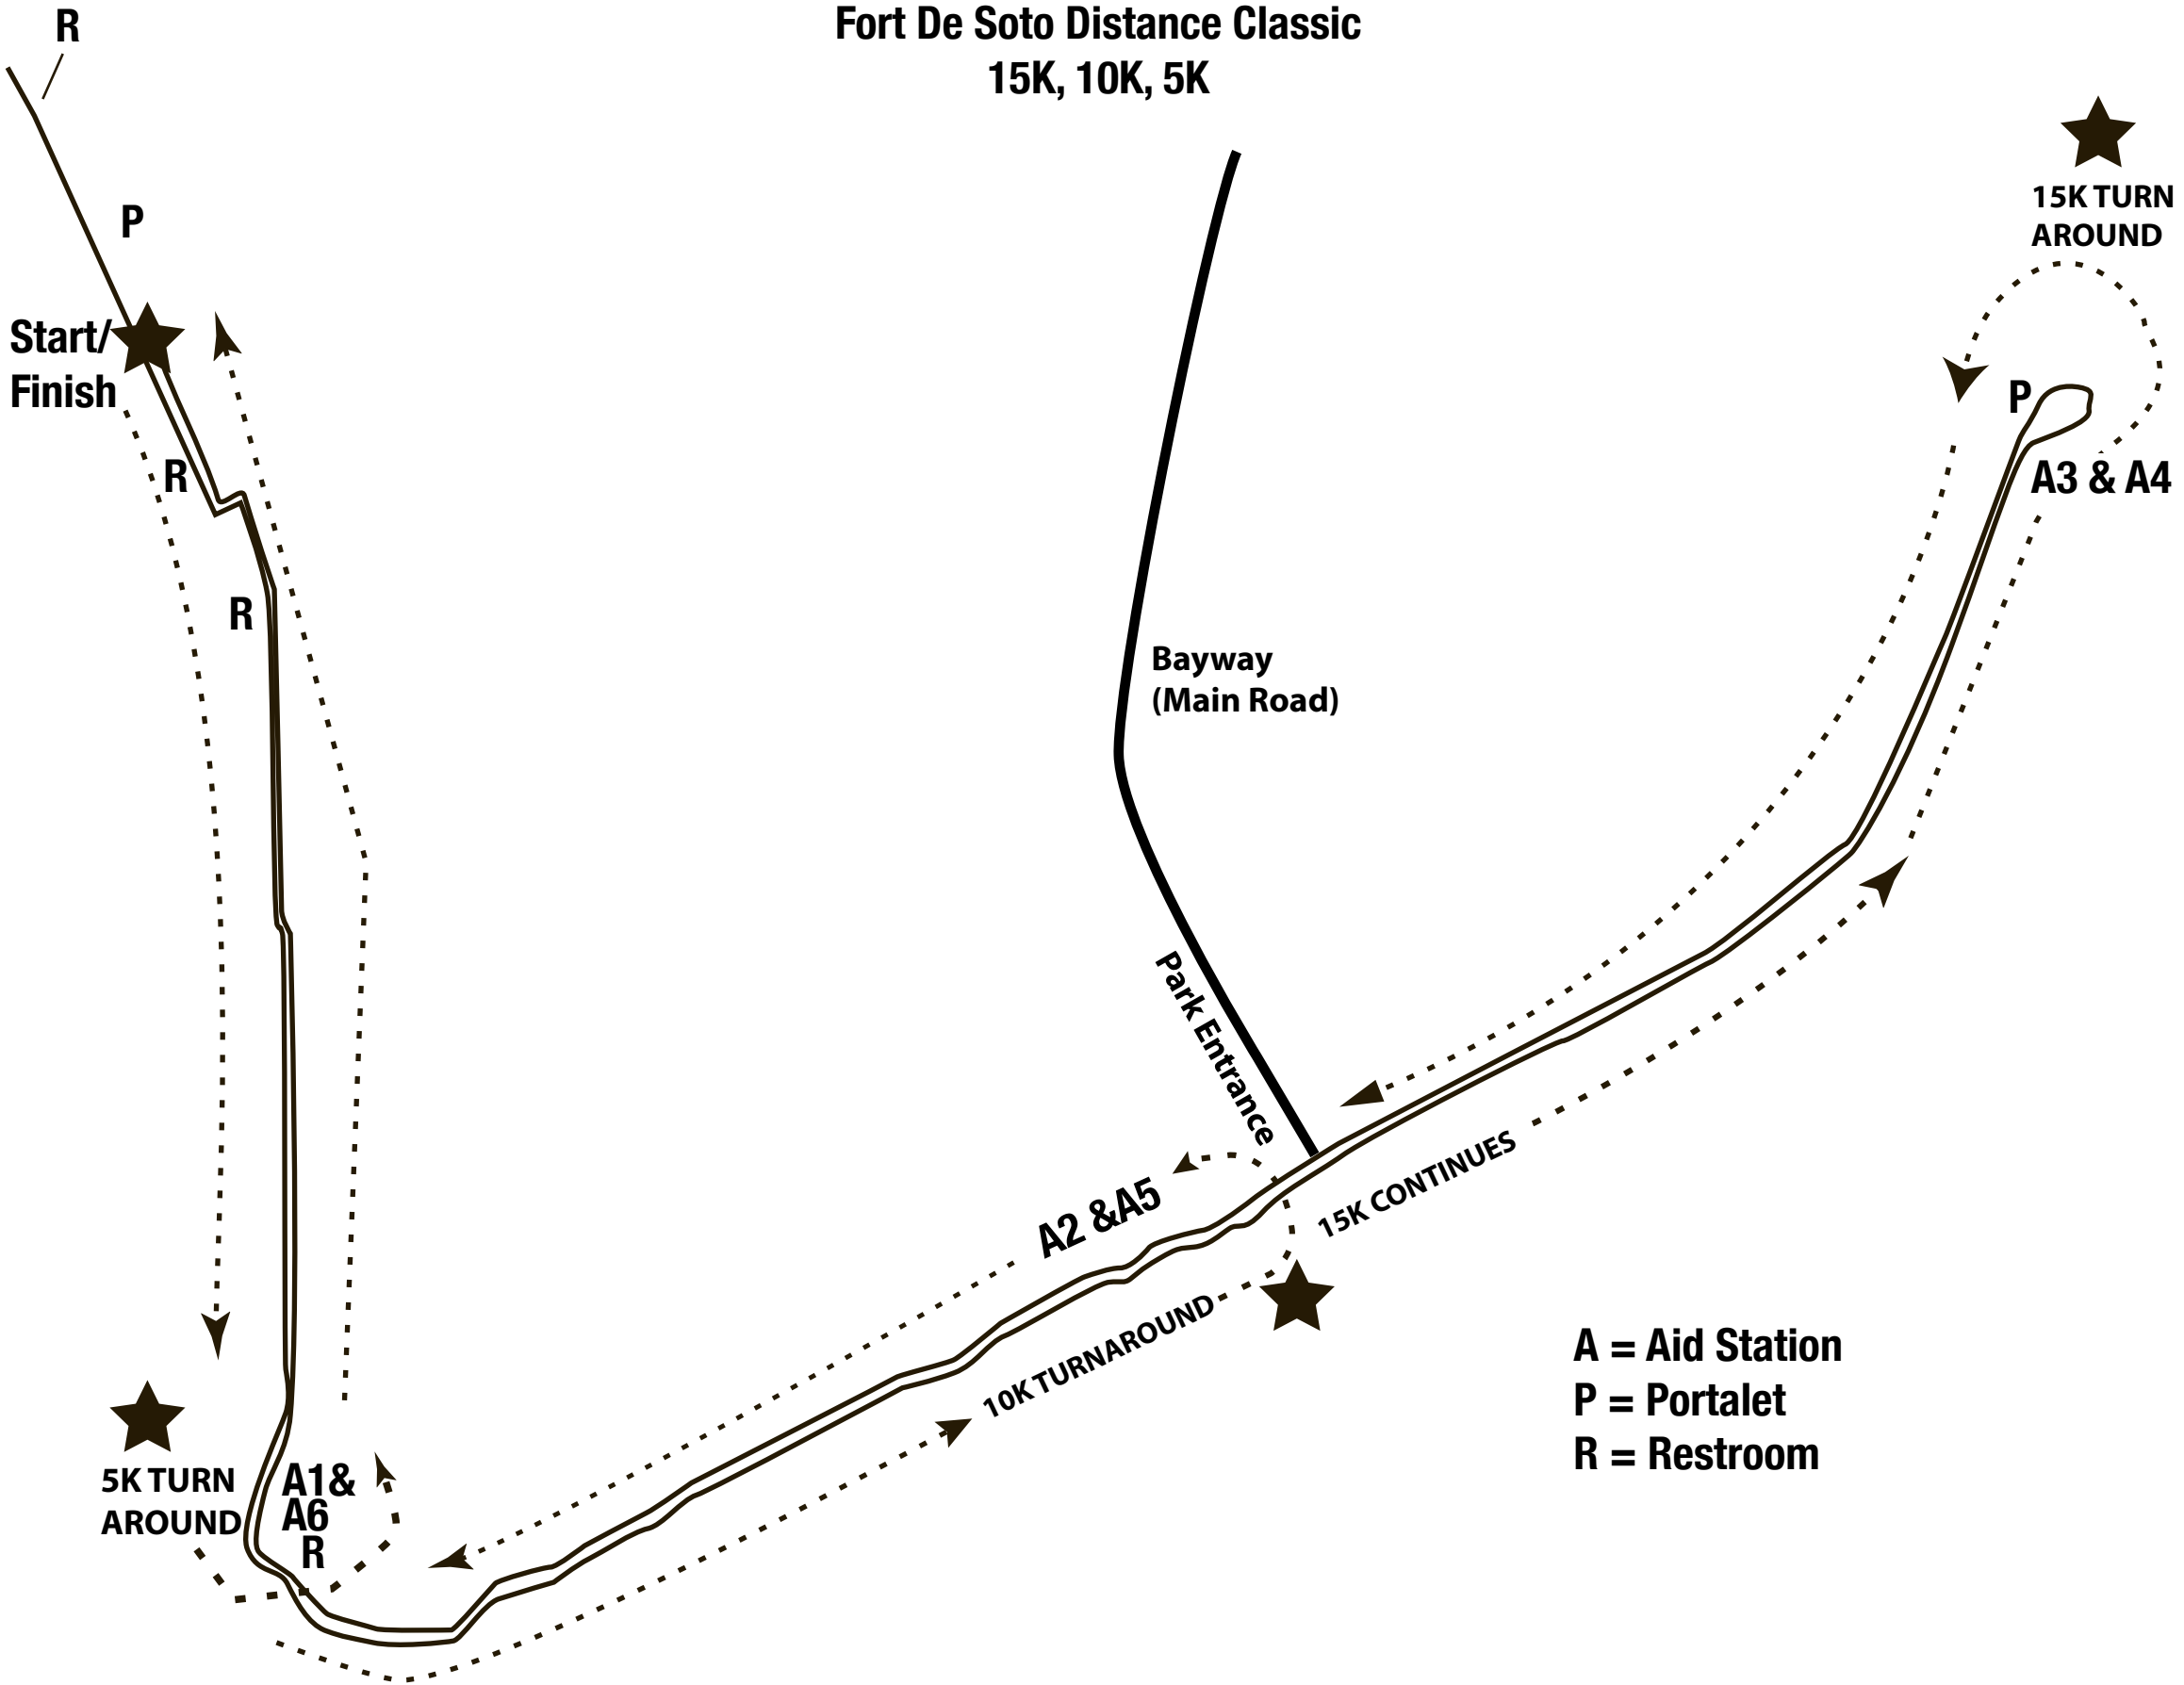 Fort De Soto Distance Classic
15K, 10K, 5K
R
P
Start/
Finish
R
R
15K TURN
AROUND
P
A3 & A4
Bayway
(Main Road)
Park Entrance
A2 &A5
15K CONTINUES
10K TURNAROUND
5K TURN
AROUND
A1&
A6
R
A = Aid Station
P = Portalet
R = Restroom